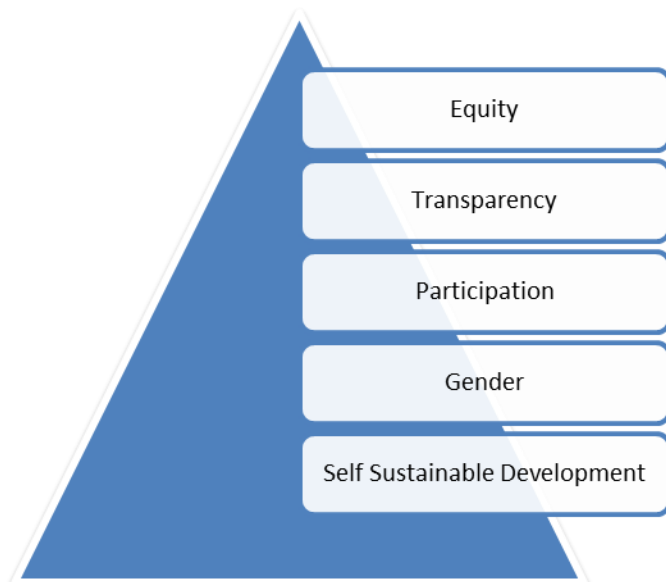 Equity
Transparency
Participation
Gender
Self Sustainable Development